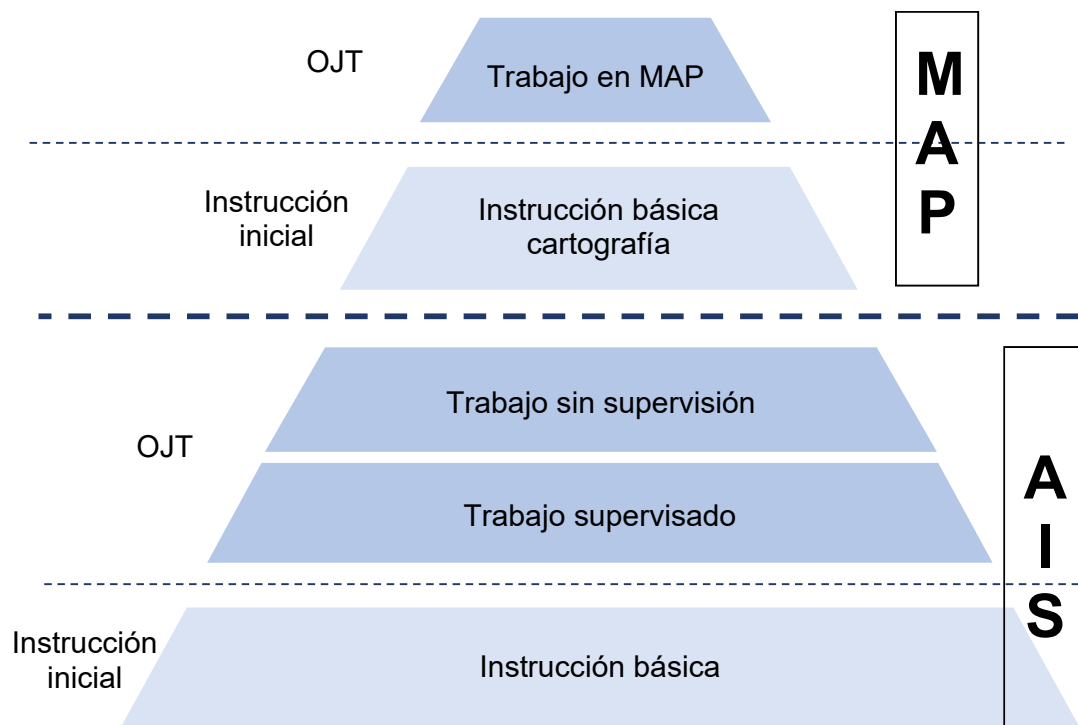 OJT
Trabajo en MAP
M
A
P
Instrucción
inicial
Instrucción básica
cartografía
Trabajo sin supervisión
OJT
Trabajo supervisado
A
I
S
Instrucción
inicial
Instrucción básica